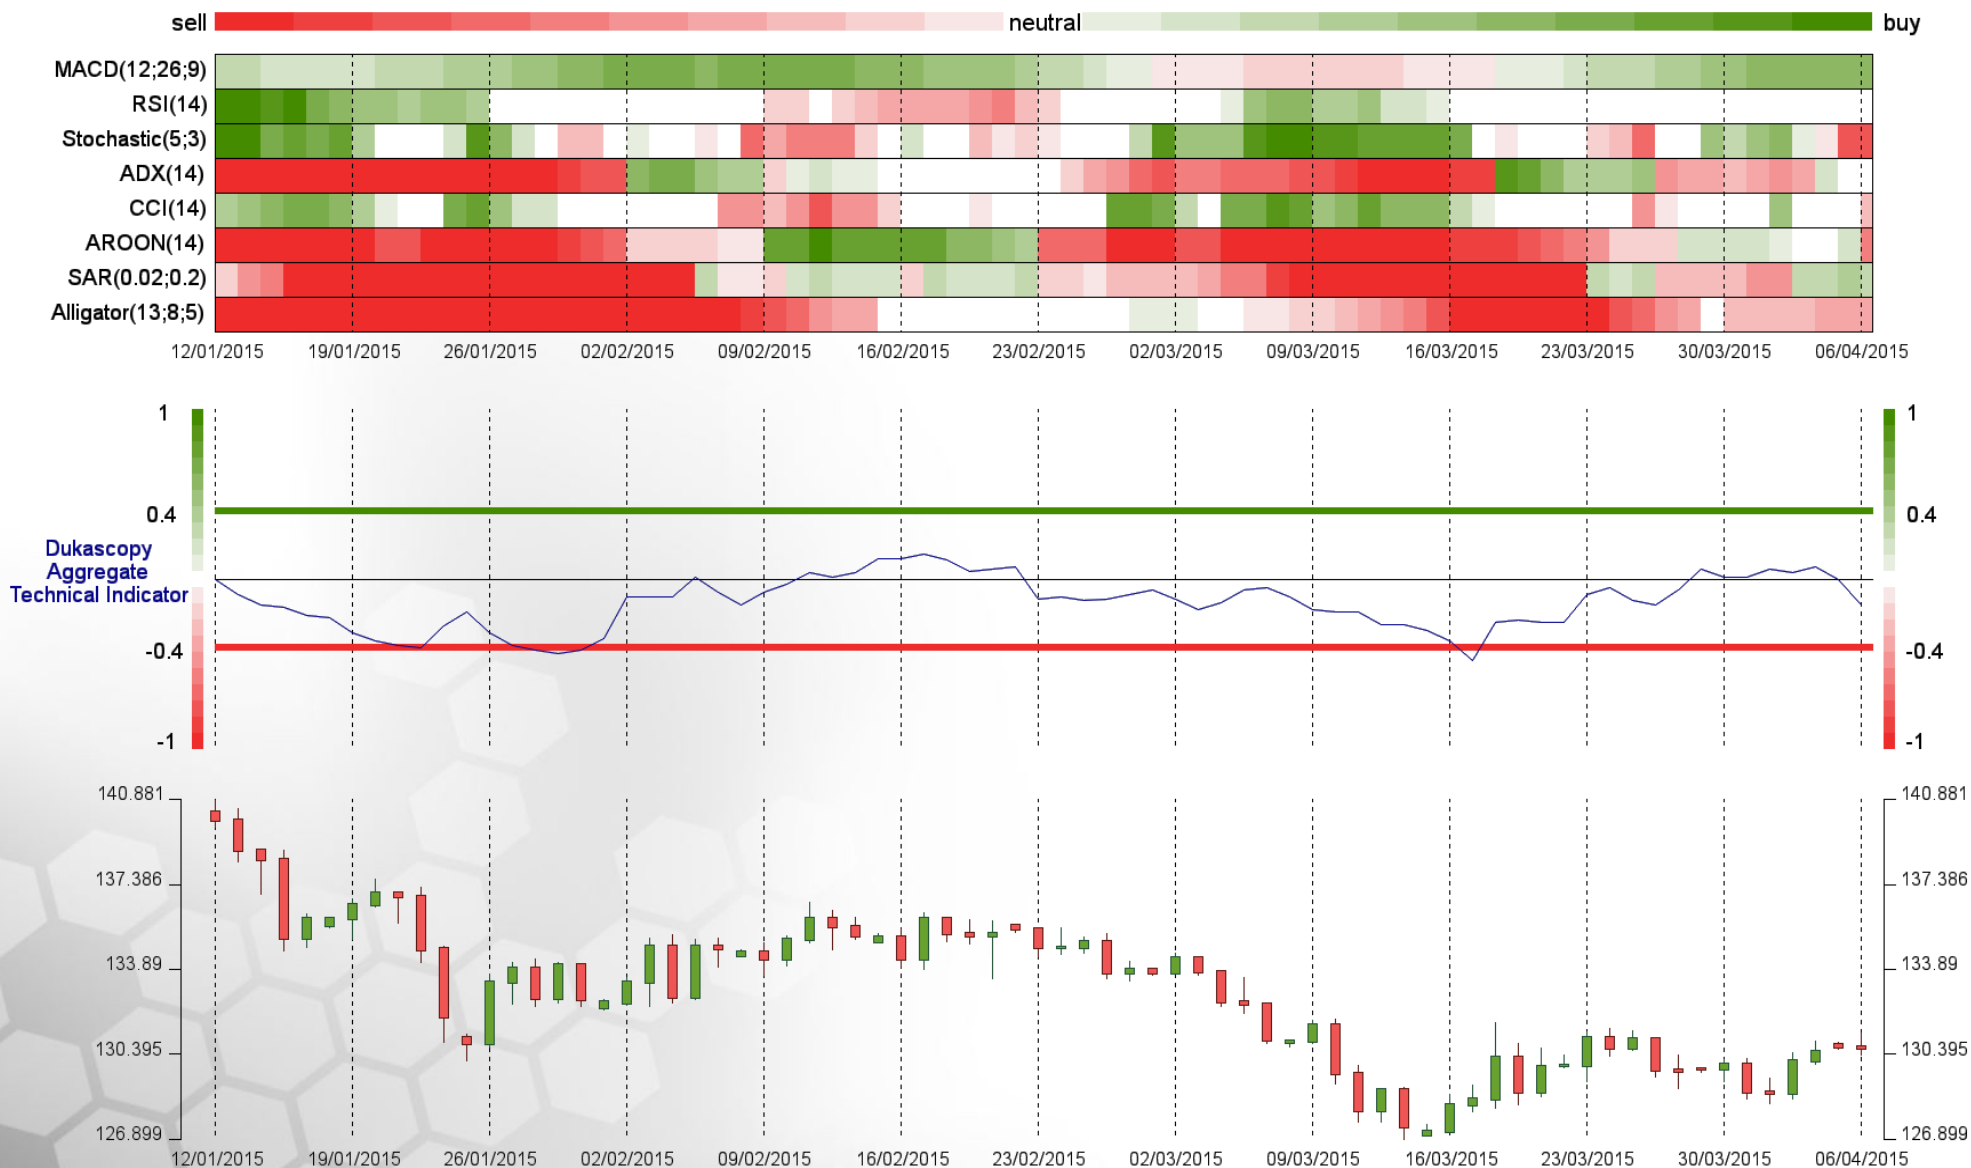 sell neutral buy
MACD(12;26;9)
RSI(14)
Stochastic(5;3)
ADX(14)
CCI(14)
AROON(14)
SAR(0.02;0.2)
Alligator(13;8;5)
12/01/2015 19/01/2015 26/01/2015 02/02/2015 09/02/2015 16/02/2015 23/02/2015 02/03/2015 09/03/2015 16/03/2015 23/03/2015 30/03/2015 06/04/2015
1 1
0.4 0.4
Dukascopy
Aggregate
Technical Indicator
-0.4 -0.4
-1 -1
140.881 140.881
137.386 137.386
133.89 133.89
130.395 130.395
126.899 126.899
12/01/2015 19/01/2015 26/01/2015 02/02/2015 09/02/2015 16/02/2015 23/02/2015 02/03/2015 09/03/2015 16/03/2015 23/03/2015 30/03/2015 06/04/2015